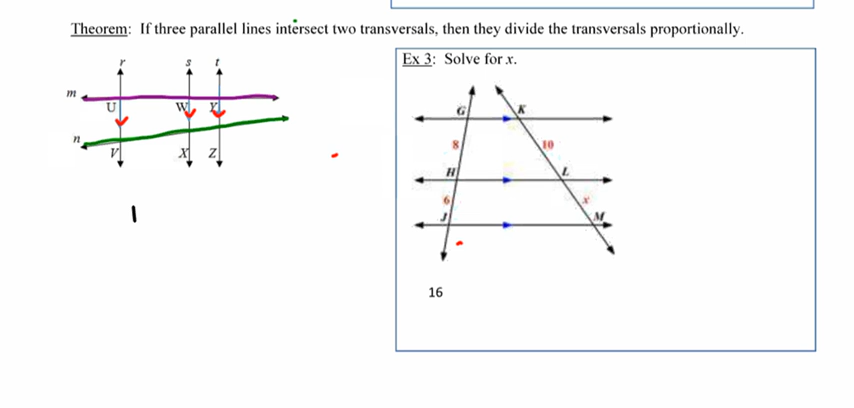 Theorem: If three parallel lines intersect two transversals, then they divide the transversals proportionally.
r s t
m
U W Y
n
V X Z
Ex 3: Solve for x.
G K
8 10
H L
6 x
J M
16